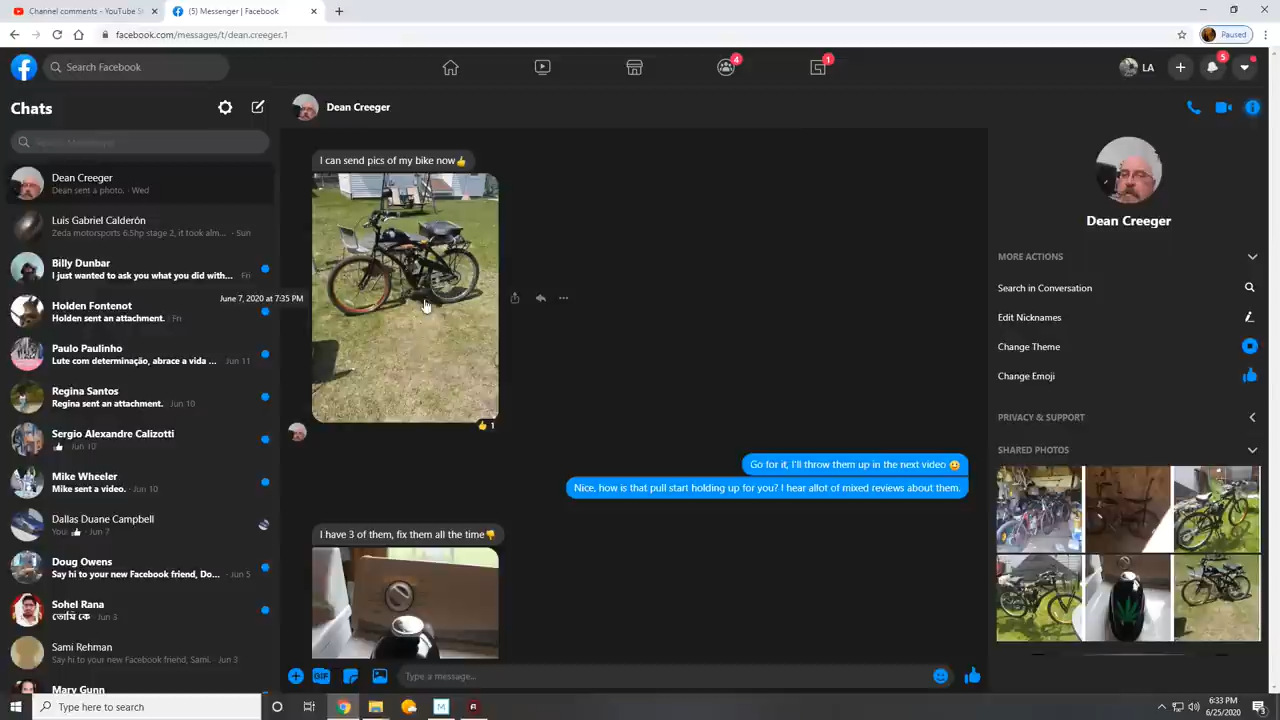 Channel comments - YouTube S
(5) Messenger | Facebook
facebook.com/messages/t/dean.creeger.1
Paused
Search Facebook
4
1
LA
5
Chats
Search Messenger
Dean Creeger
Dean sent a photo. · Wed
Luis Gabriel Calderón
Zeda motorsports 6.5hp stage 2, it took alm... · Sun
Billy Dunbar
I just wanted to ask you what you did with... Fri
June 7, 2020 at 7:35 PM
Holden Fontenot
Holden sent an attachment. · Fri
Paulo Paulinho
Lute com determinação, abrace a vida ... · Jun 11
Regina Santos
Regina sent an attachment. · Jun 10
Sergio Alexandre Calizotti
👍 · Jun 10
Mike Wheeler
Mike sent a video. · Jun 10
Dallas Duane Campbell
You: 👍 · Jun 7
Doug Owens
Say hi to your new Facebook friend, Do... · Jun 5
Sohel Rana
Jun 3
Sami Rehman
Say hi to your new Facebook friend, Sami. · Jun 3
Mary Gunn
Dean Creeger
I can send pics of my bike now👍
👍 1
Go for it, I'll throw them up in the next video 😉
Nice, how is that pull start holding up for you? I hear allot of mixed reviews about them.
I have 3 of them, fix them all the time👎
GIF
Type a message...
Dean Creeger
MORE ACTIONS
Search in Conversation
Edit Nicknames
Change Theme
Change Emoji
PRIVACY & SUPPORT
SHARED PHOTOS
Type here to search
M
6:33 PM
6/25/2020
3